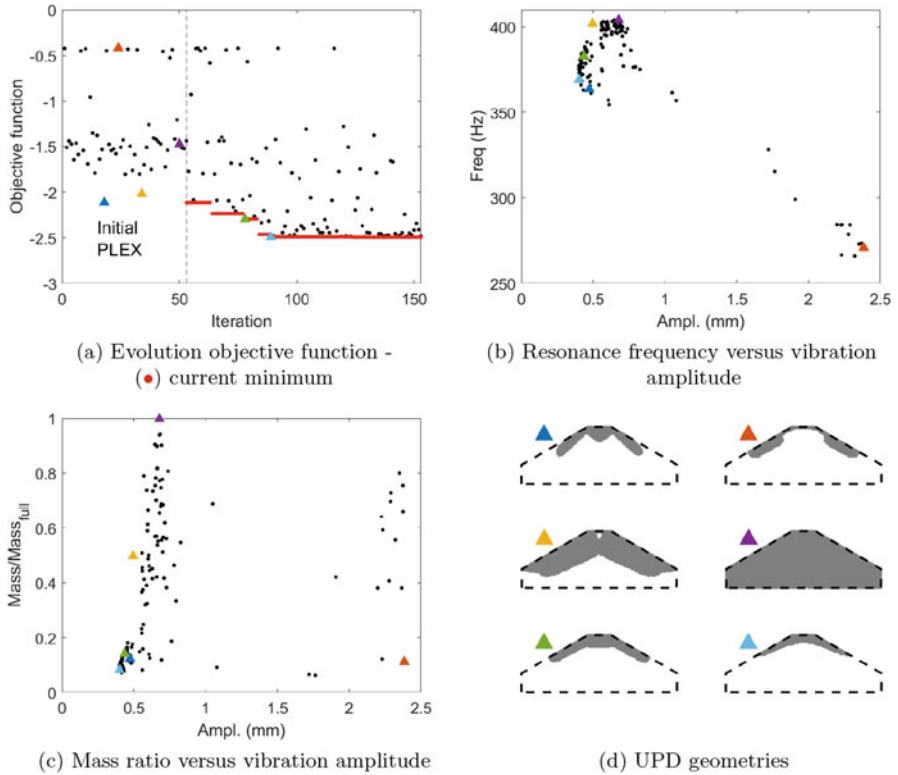 0
-0.5
-1
-1.5
-2
-2.5
-3
Objective function
Initial
PLEX
0 50 100 150
Iteration
(a) Evolution objective function -
(●) current minimum
400
350
300
250
Freq (Hz)
0 0.5 1 1.5 2 2.5
Ampl. (mm)
(b) Resonance frequency versus vibration
amplitude
1
0.8
0.6
0.4
0.2
0
Mass/Mass_full
0 0.5 1 1.5 2 2.5
Ampl. (mm)
(c) Mass ratio versus vibration amplitude
(d) UPD geometries